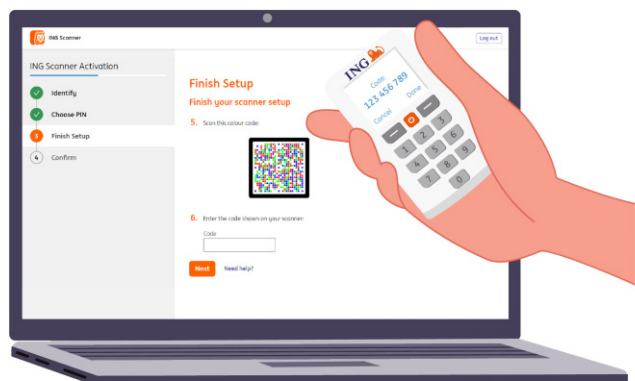 ING Scanner
Log out
ING Scanner Activation
Identify
Choose PIN
3 Finish Setup
4 Confirm
Finish Setup
Finish your scanner setup
5. Scan this colour code:
6. Enter the code shown on your scanner:
Code
Next Need help?
ING
Code:
123 456 789
Cancel Done
1 2 3
4 5 6
7 8 9
0